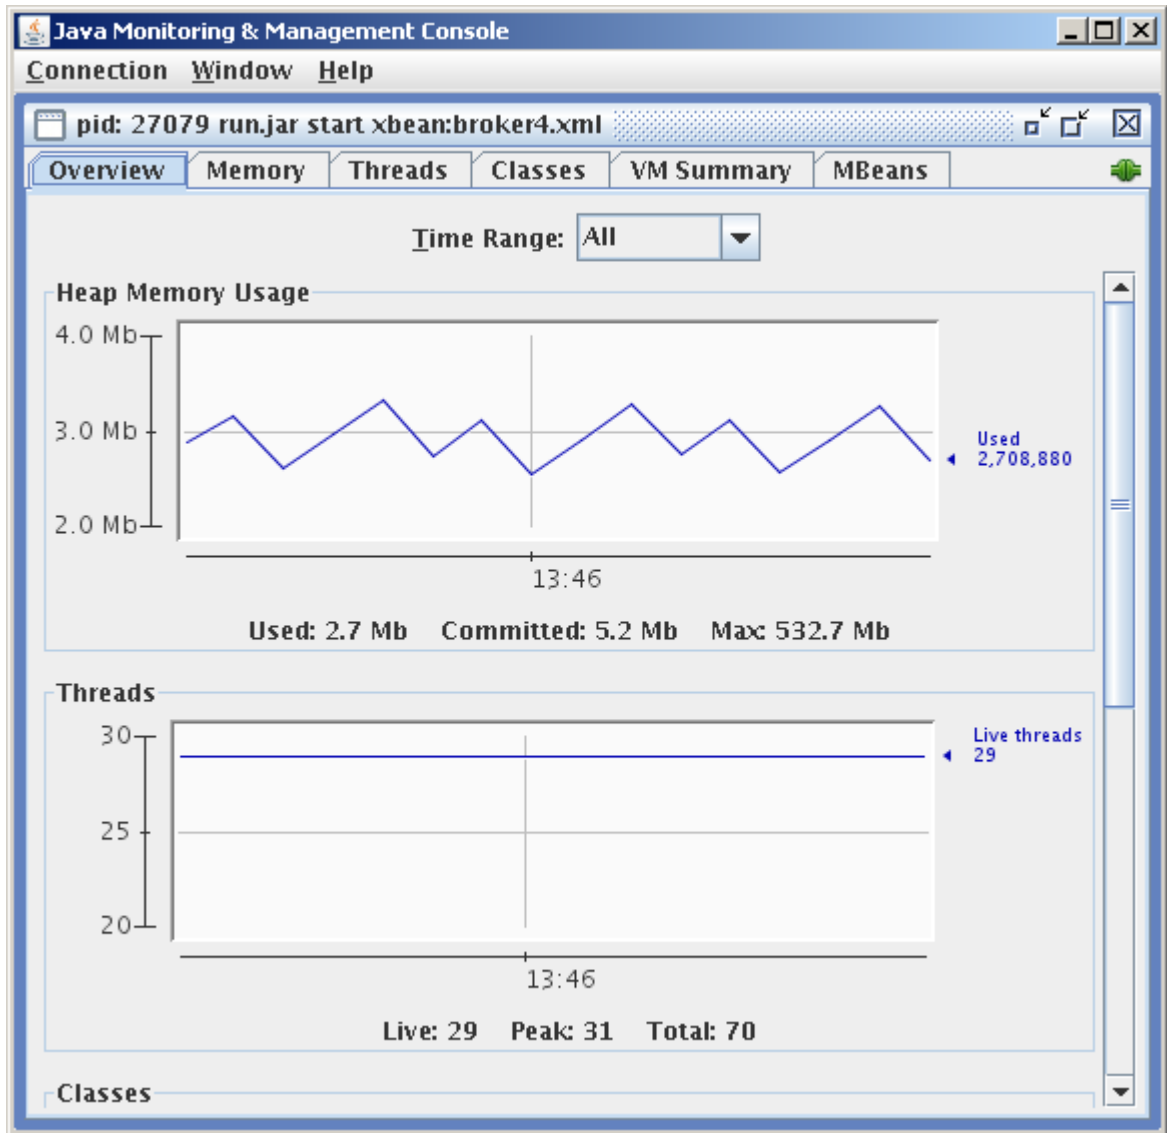 Java Monitoring & Management Console
Connection Window Help
pid: 27079 run.jar start xbean:broker4.xml
Overview Memory Threads Classes VM Summary MBeans
Time Range: All
Heap Memory Usage
4.0 Mb
3.0 Mb
2.0 Mb
Used
2,708,880
13:46
Used: 2.7 Mb Committed: 5.2 Mb Max: 532.7 Mb
Threads
30
25
20
Live threads
29
13:46
Live: 29 Peak: 31 Total: 70
Classes